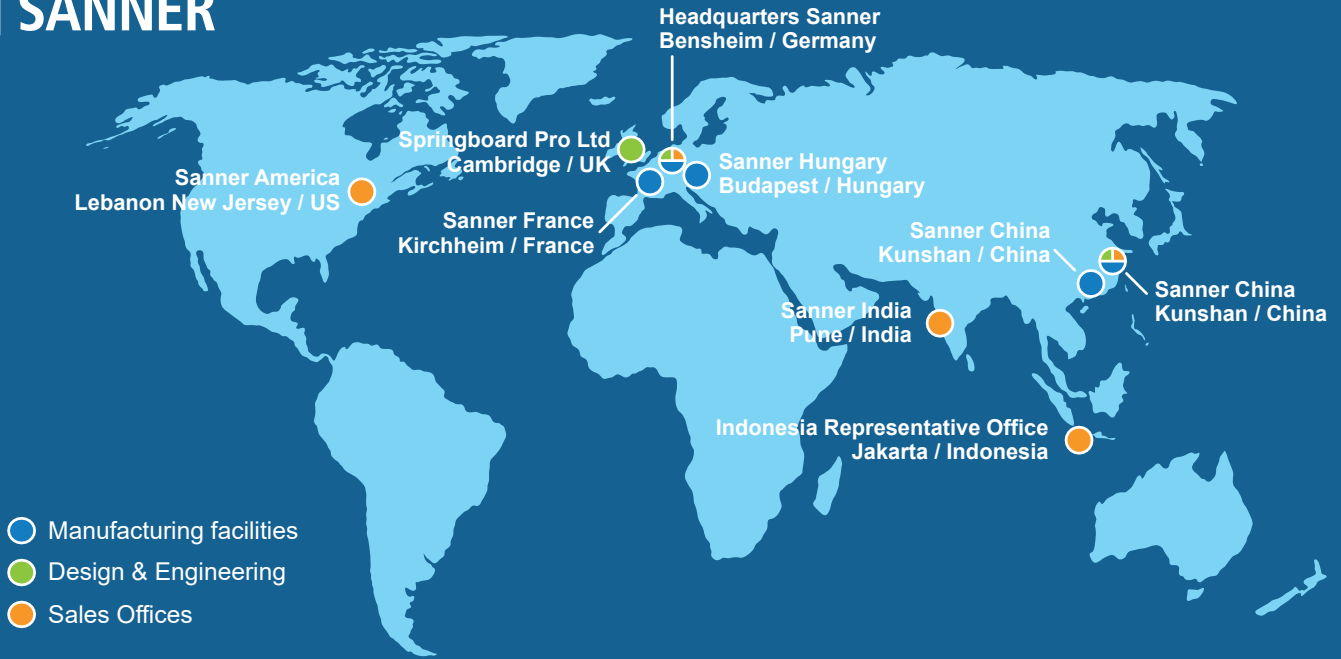 SANNER
Headquarters Sanner
Bensheim / Germany
Springboard Pro Ltd
Cambridge / UK
Sanner Hungary
Budapest / Hungary
Sanner America
Lebanon New Jersey / US
Sanner France
Kirchheim / France
Sanner China
Kunshan / China
Sanner China
Kunshan / China
Sanner India
Pune / India
Indonesia Representative Office
Jakarta / Indonesia
Manufacturing facilities
Design & Engineering
Sales Offices